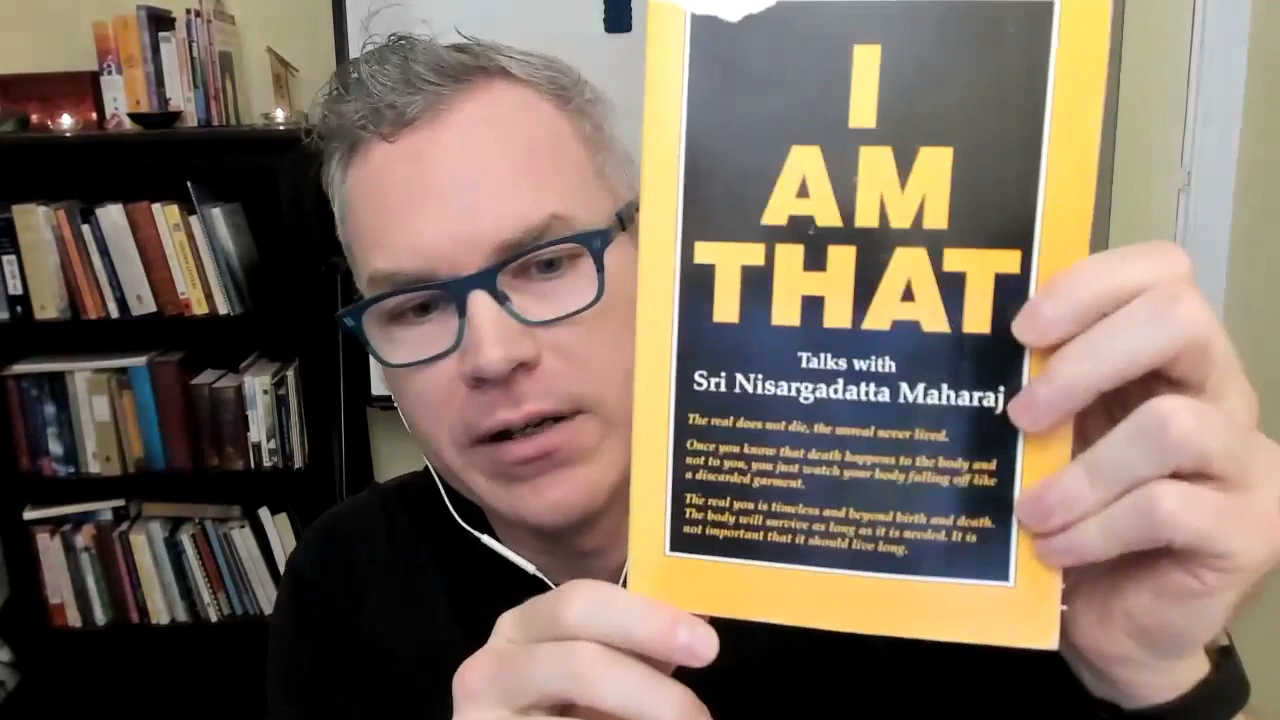 I
AM
THAT
Talks with
Sri Nisargadatta Maharaj
The real does not die, the unreal never lived.
Once you know that death happens to the body and
not to you, you just watch your body falling off like
a discarded garment.
The real you is timeless and beyond birth and death.
The body will survive as long as it is needed. It is
not important that it should live long.